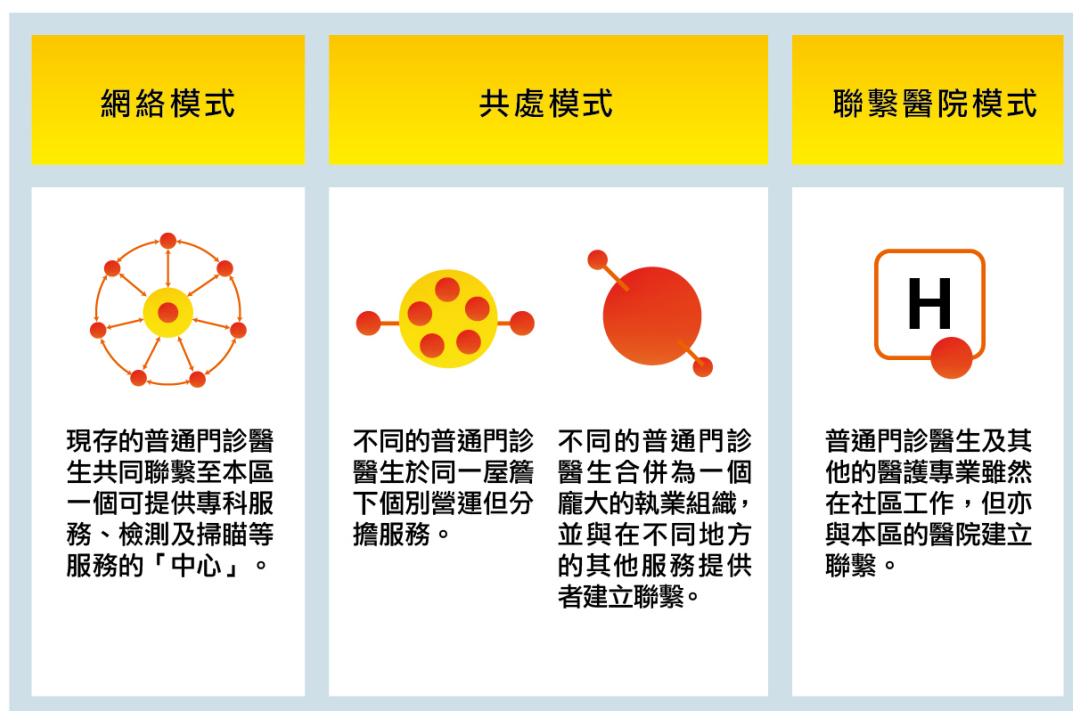 網絡模式
共處模式
聯繫醫院模式
現存的普通門診醫
生共同聯繫至本區
一個可提供專科服
務、檢測及掃瞄等
服務的「中心」。
不同的普通門診
醫生於同一屋簷
下個別營運但分
擔服務。
不同的普通門診
醫生合併為一個
龐大的執業組織，
並與在不同地方
的其他服務提供
者建立聯繫。
H
普通門診醫生及其
他的醫護專業雖然
在社區工作，但亦
與本區的醫院建立
聯繫。